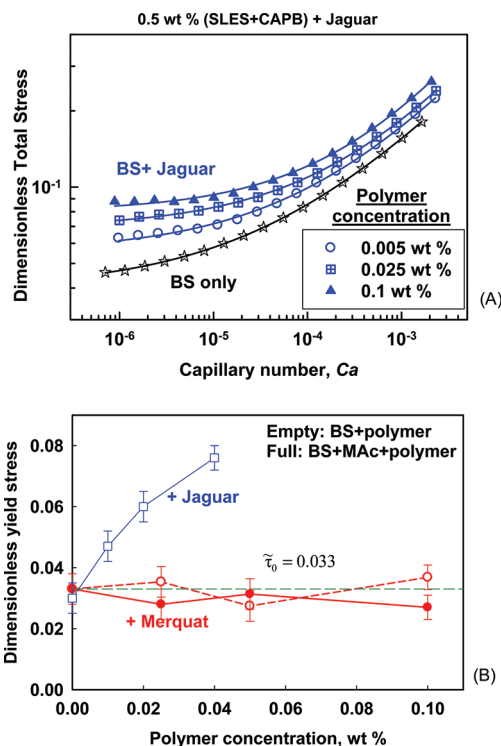 0.5 wt % (SLES+CAPB) + Jaguar
Dimensionless Total Stress
10-1
BS+ Jaguar
BS only
Polymer
concentration
0.005 wt %
0.025 wt %
0.1 wt %
10-6
10-5
10-4
10-3
Capillary number, Ca
(A)
Dimensionless yield stress
0.08
0.06
0.04
0.02
0.00
Empty: BS+polymer
Full: BS+MAc+polymer
+ Jaguar
τ̃0 = 0.033
+ Merquat
0.00
0.02
0.04
0.06
0.08
0.10
Polymer concentration, wt %
(B)